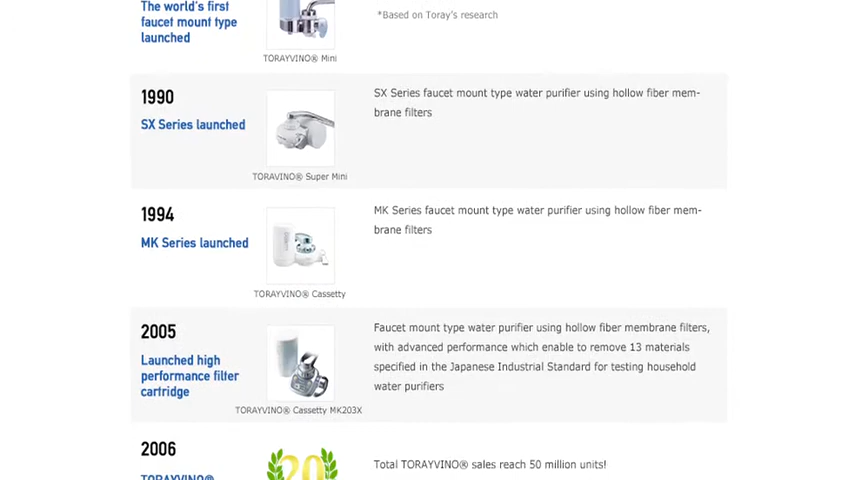 The world's first
faucet mount type
launched
TORAYVINO® Mini
*Based on Toray's research
1990
SX Series launched
TORAVINO® Super Mini
SX Series faucet mount type water purifier using hollow fiber mem-
brane filters
1994
MK Series launched
TORAYVINO® Cassetty
MK Series faucet mount type water purifier using hollow fiber mem-
brane filters
2005
Launched high
performance filter
cartridge
TORAYVINO® Cassetty MK203X
Faucet mount type water purifier using hollow fiber membrane filters,
with advanced performance which enable to remove 13 materials
specified in the Japanese Industrial Standard for testing household
water purifiers
2006
TORAYVINO®
20
Total TORAYVINO® sales reach 50 million units!